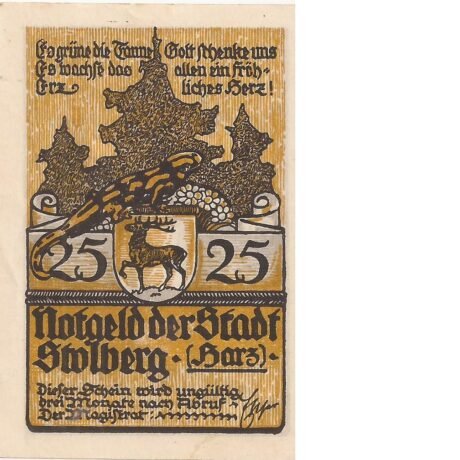 Es grüne die Tanne Gott schenke uns
Es wachse das allen ein fröh-
Erz liches Herz!
25 25
Notgeld der Stadt
Stolberg · (Harz) ·
Dieser Schein wird ungültig
drei Monate nach Abruf ·
Der Magistrat ·